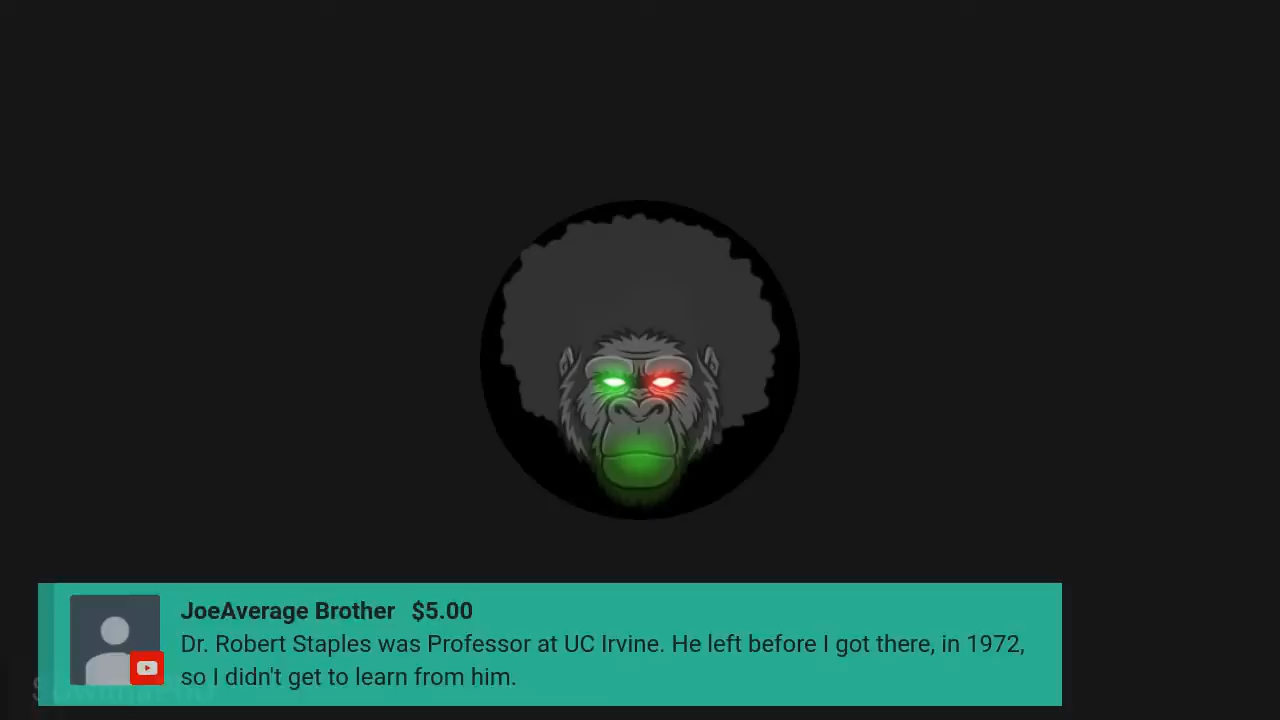 JoeAverage Brother $5.00
Dr. Robert Staples was Professor at UC Irvine. He left before I got there, in 1972,
so I didn't get to learn from him.